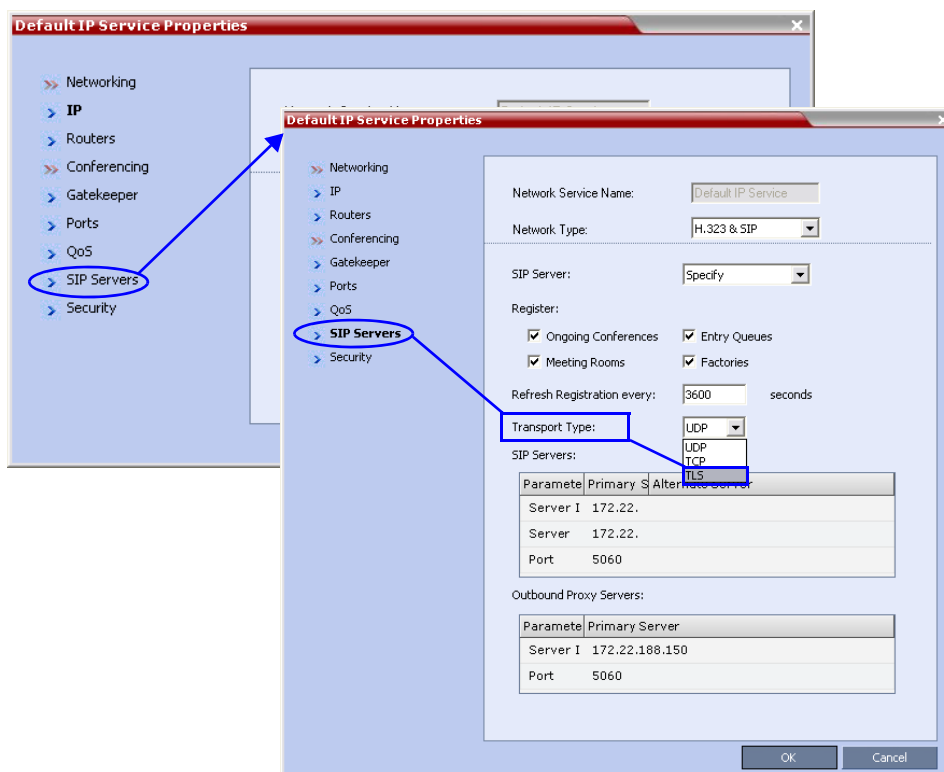 Default IP Service Properties
Networking
IP
Routers
Conferencing
Gatekeeper
Ports
QoS
SIP Servers
Security
Default IP Service Properties
Networking
IP
Routers
Conferencing
Gatekeeper
Ports
QoS
SIP Servers
Security
Network Service Name: Default IP Service
Network Type: H.323 & SIP
SIP Server: Specify
Register:
Ongoing Conferences Entry Queues
Meeting Rooms Factories
Refresh Registration every: 3600 seconds
Transport Type: UDP
UDP
TCP
TLS
SIP Servers:
Paramete Primary S Alternate Server
Server I 172.22.
Server 172.22.
Port 5060
Outbound Proxy Servers:
Paramete Primary Server
Server I 172.22.188.150
Port 5060
OK Cancel